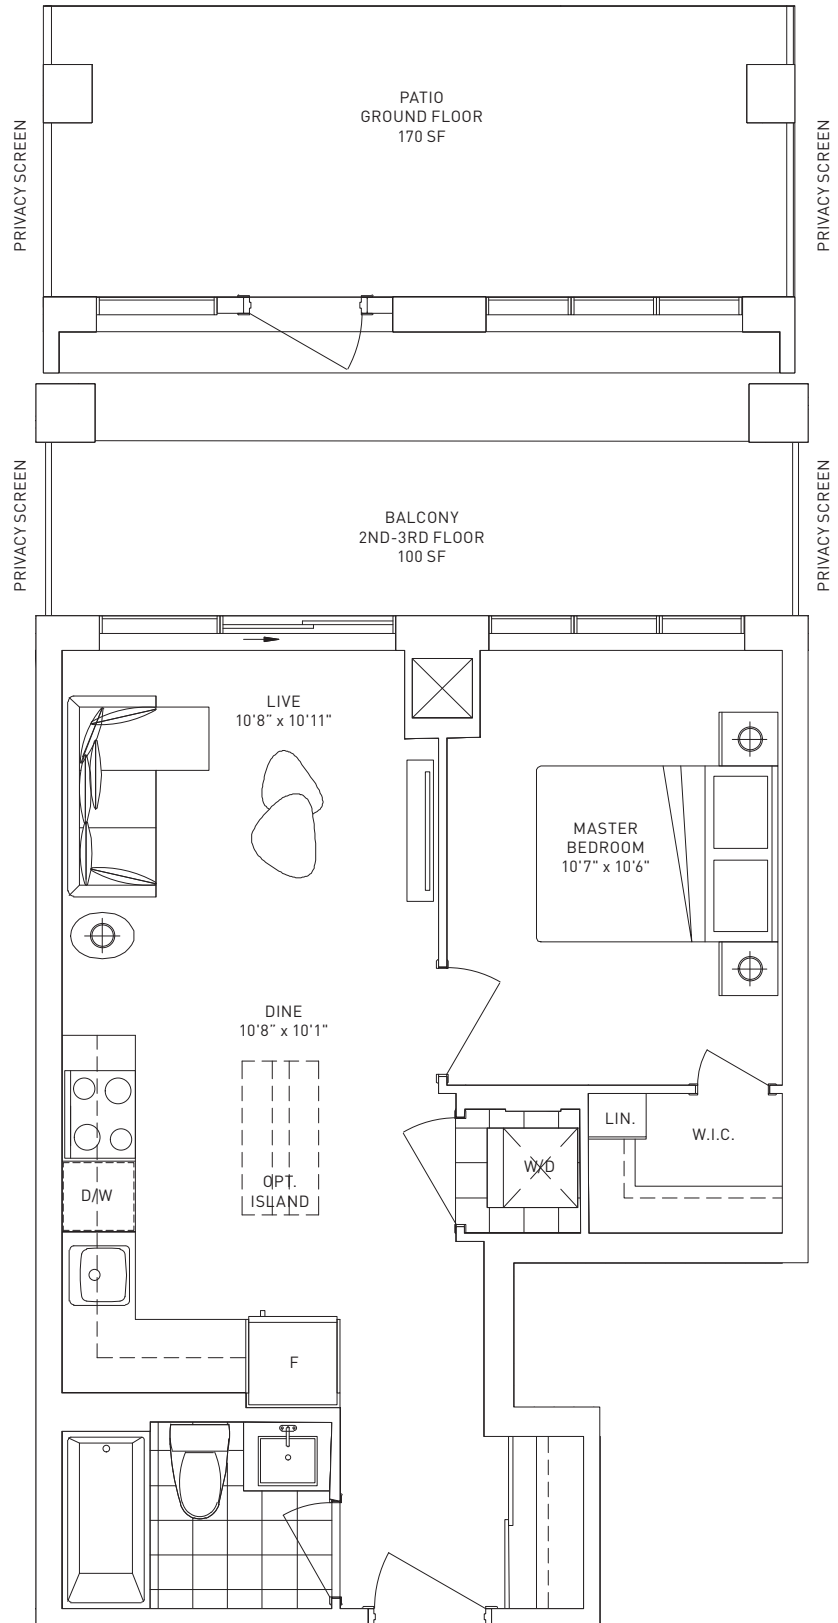 PATIO
GROUND FLOOR
170 SF
PRIVACY SCREEN
PRIVACY SCREEN
BALCONY
2ND-3RD FLOOR
100 SF
PRIVACY SCREEN
PRIVACY SCREEN
LIVE
10'8" x 10'11"
MASTER
BEDROOM
10'7" x 10'6"
DINE
10'8" x 10'1"
LIN.
W.I.C.
W/D
D/W
OPT.
ISLAND
F